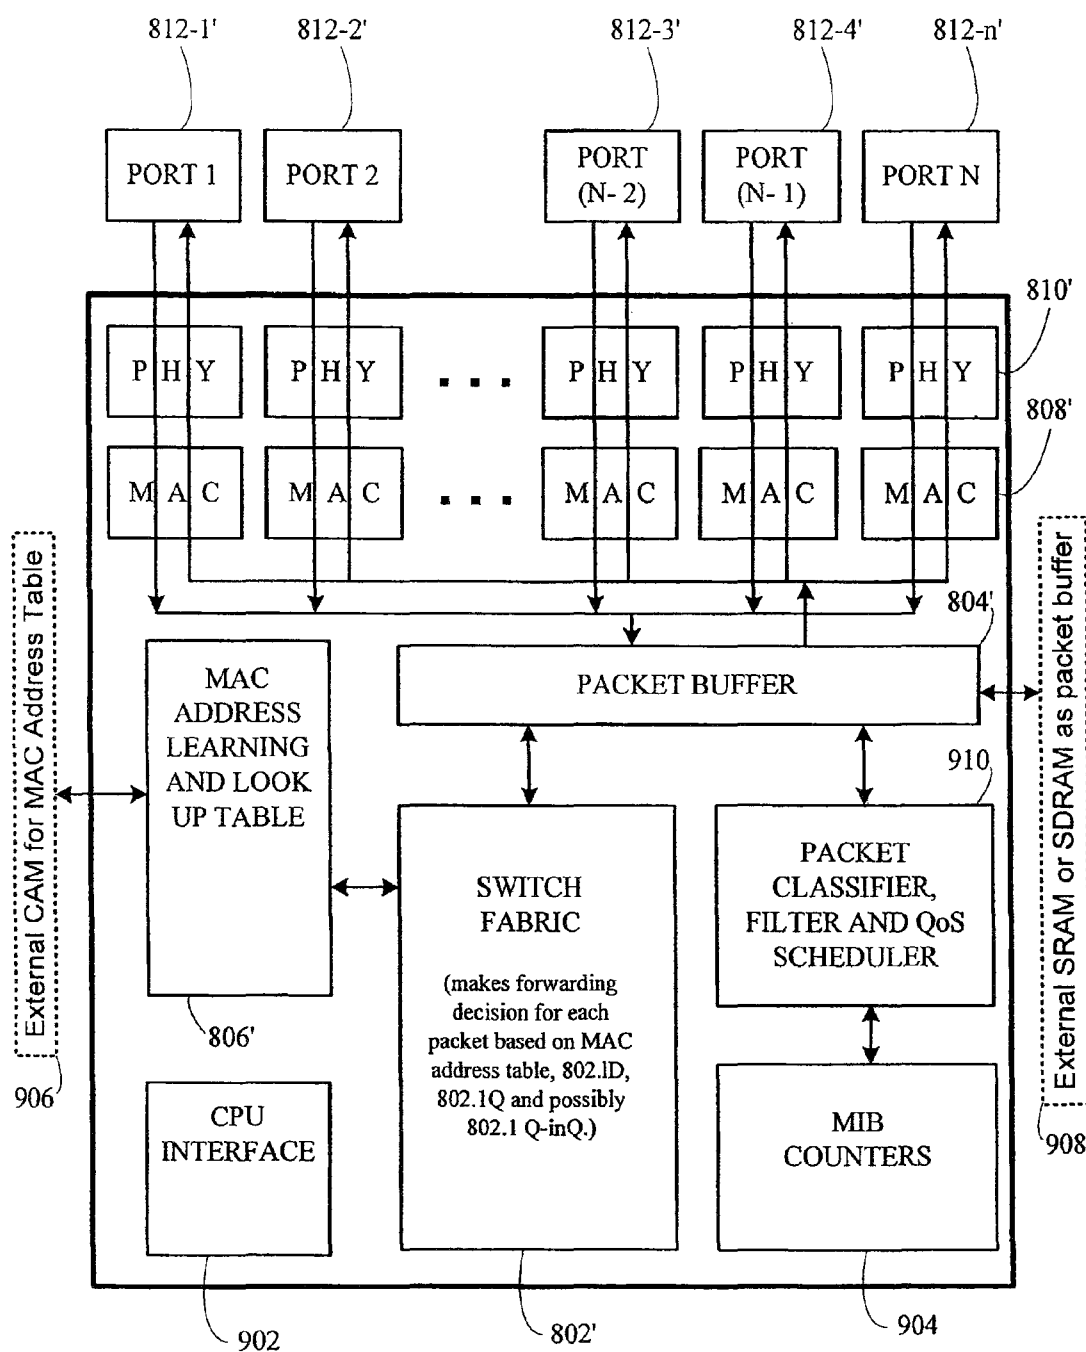 812-1'
812-2'
812-3'
812-4'
812-n'
PORT 1
PORT 2
PORT
(N- 2)
PORT
(N- 1)
PORT N
810'
P H Y
P H Y
P H Y
P H Y
P H Y
808'
M A C
M A C
M A C
M A C
M A C
External CAM for MAC Address Table
906
External SRAM or SDRAM as packet buffer
908
804'
PACKET BUFFER
MAC
ADDRESS
LEARNING
AND LOOK
UP TABLE
806'
910
PACKET
CLASSIFIER,
FILTER AND QoS
SCHEDULER
SWITCH
FABRIC
(makes forwarding
decision for each
packet based on MAC
address table, 802.1D,
802.1Q and possibly
802.1 Q-inQ.)
CPU
INTERFACE
MIB
COUNTERS
902
802'
904